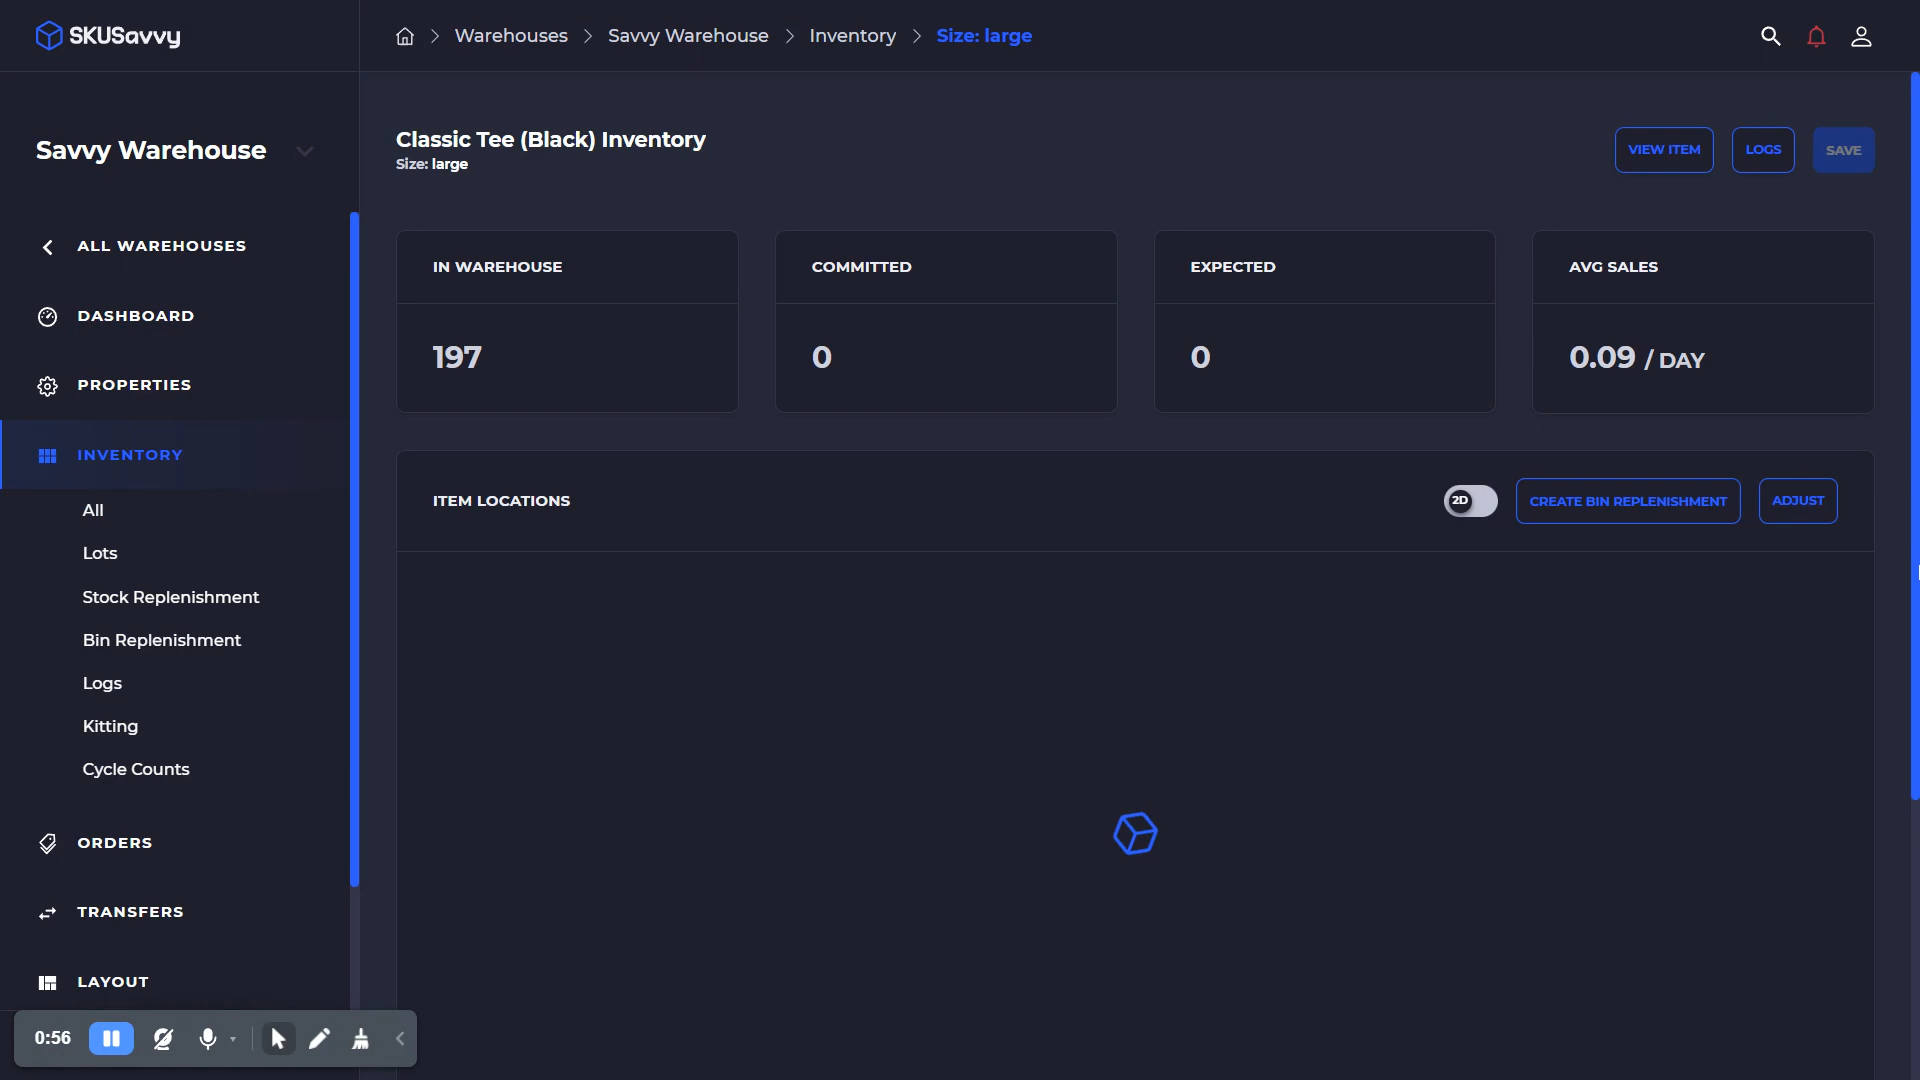 SKUSavvy
Warehouses
Savvy Warehouse
Inventory
Size: large
Savvy Warehouse
ALL WAREHOUSES
DASHBOARD
PROPERTIES
INVENTORY
All
Lots
Stock Replenishment
Bin Replenishment
Logs
Kitting
Cycle Counts
ORDERS
TRANSFERS
LAYOUT
0:56
Classic Tee (Black) Inventory
Size: large
VIEW ITEM
LOGS
SAVE
IN WAREHOUSE
197
COMMITTED
0
EXPECTED
0
AVG SALES
0.09 / DAY
ITEM LOCATIONS
2D
CREATE BIN REPLENISHMENT
ADJUST